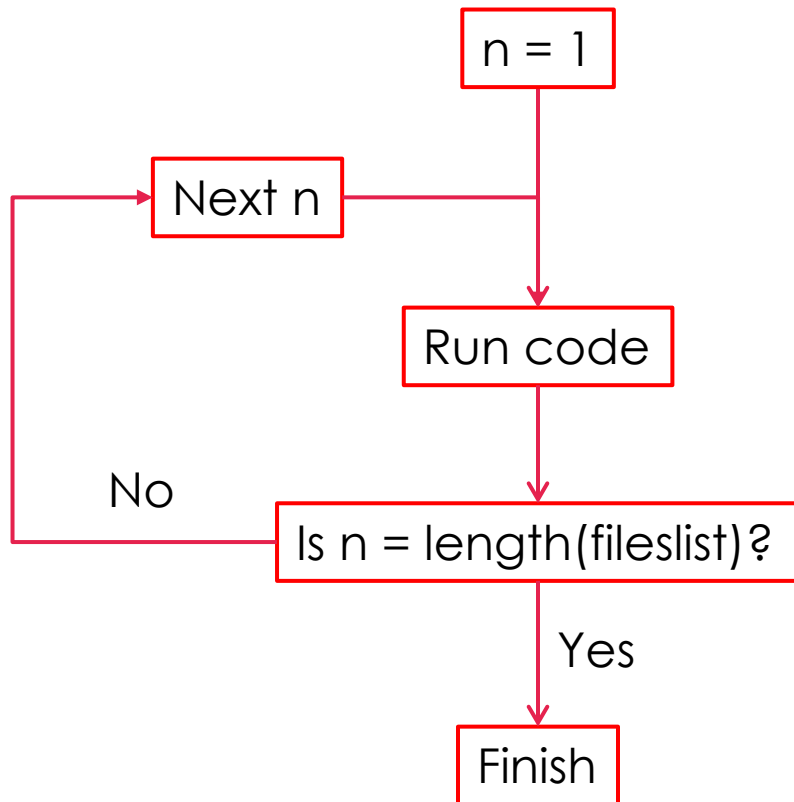 n = 1
Next n
Run code
No
Is n = length(fileslist)?
Yes
Finish